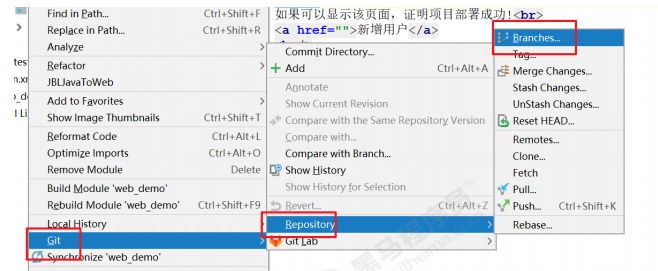 Find in Path... Ctrl+Shift+F
Replace in Path... Ctrl+Shift+R
Analyze
Refactor
JBLJavaToWeb
Add to Favorites
Show Image Thumbnails Ctrl+Shift+T
Reformat Code Ctrl+Alt+L
Optimize Imports Ctrl+Alt+O
Remove Module Delete
Build Module 'web_demo'
Rebuild Module 'web_demo' Ctrl+Shift+F9
Local History
Git
Synchronize 'web_demo'
如果可以显示该页面，证明项目部署成功!<br>
<a href="">新增用户</a>
Commit Directory...
Add Ctrl+Alt+A
Annotate
Show Current Revision
Compare with the Same Repository Version
Compare with...
Compare with Branch...
Show History
Show History for Selection
Revert... Ctrl+Alt+Z
Repository
Git Lab
Branches...
Tag...
Merge Changes...
Stash Changes...
UnStash Changes...
Reset HEAD...
Remotes...
Clone...
Fetch
Pull...
Push... Ctrl+Shift+K
Rebase...
黑马程序员
itheima.com